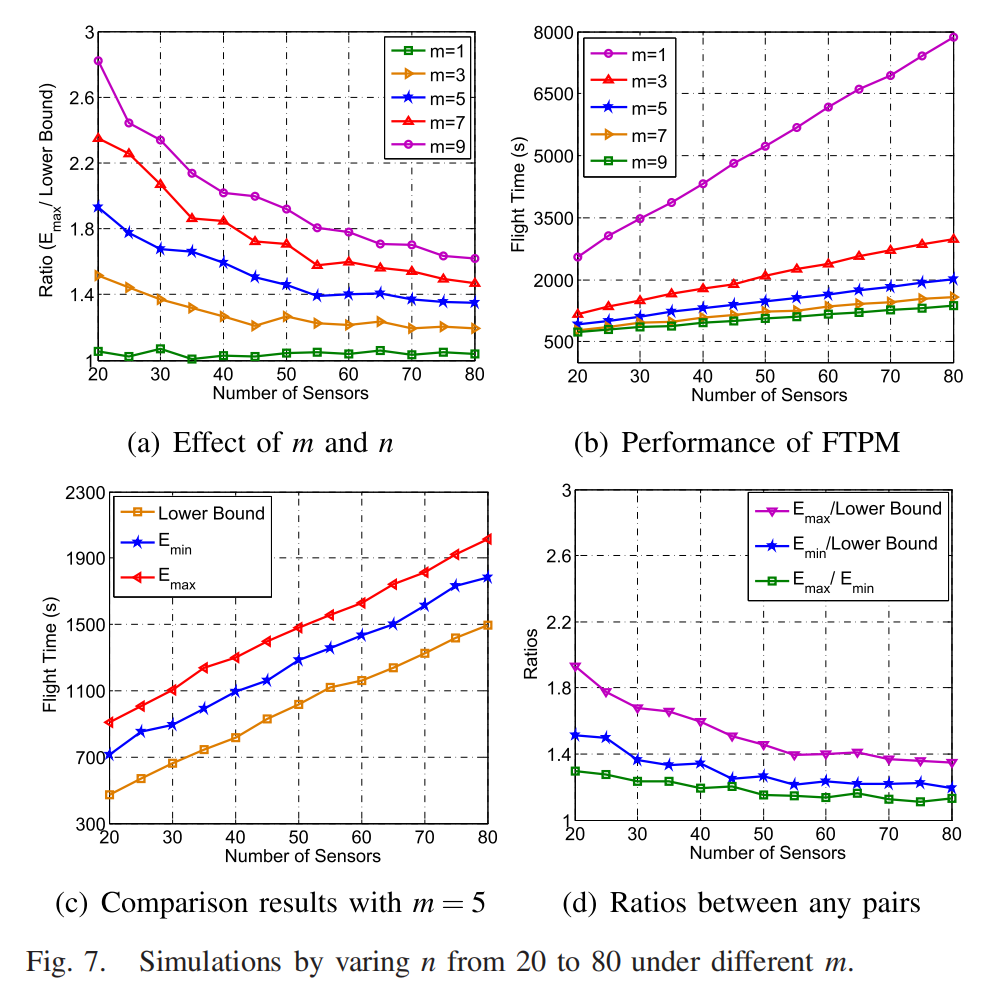 3
2.6
2.2
1.8
1.4
1
Ratio (Emax/ Lower Bound)
m=1
m=3
m=5
m=7
m=9
20 30 40 50 60 70 80
Number of Sensors
(a) Effect of m and n
8000
6500
5000
3500
2000
500
Flight Time (s)
m=1
m=3
m=5
m=7
m=9
20 30 40 50 60 70 80
Number of Sensors
(b) Performance of FTPM
2300
1900
1500
1100
700
300
Flight Time (s)
Lower Bound
Emin
Emax
20 30 40 50 60 70 80
Number of Sensors
(c) Comparison results with m = 5
3
2.6
2.2
1.8
1.4
1
Ratios
Emax/Lower Bound
Emin/Lower Bound
Emax/ Emin
20 30 40 50 60 70 80
Number of Sensors
(d) Ratios between any pairs
Fig. 7. Simulations by varing n from 20 to 80 under different m.